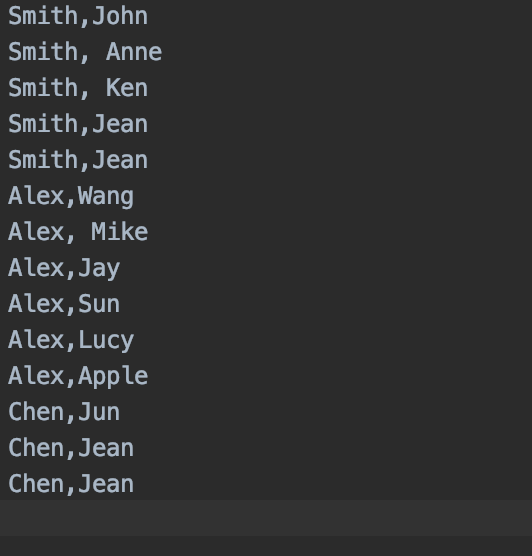 Smith,John
Smith, Anne
Smith, Ken
Smith,Jean
Smith,Jean
Alex,Wang
Alex, Mike
Alex,Jay
Alex,Sun
Alex,Lucy
Alex,Apple
Chen,Jun
Chen,Jean
Chen,Jean